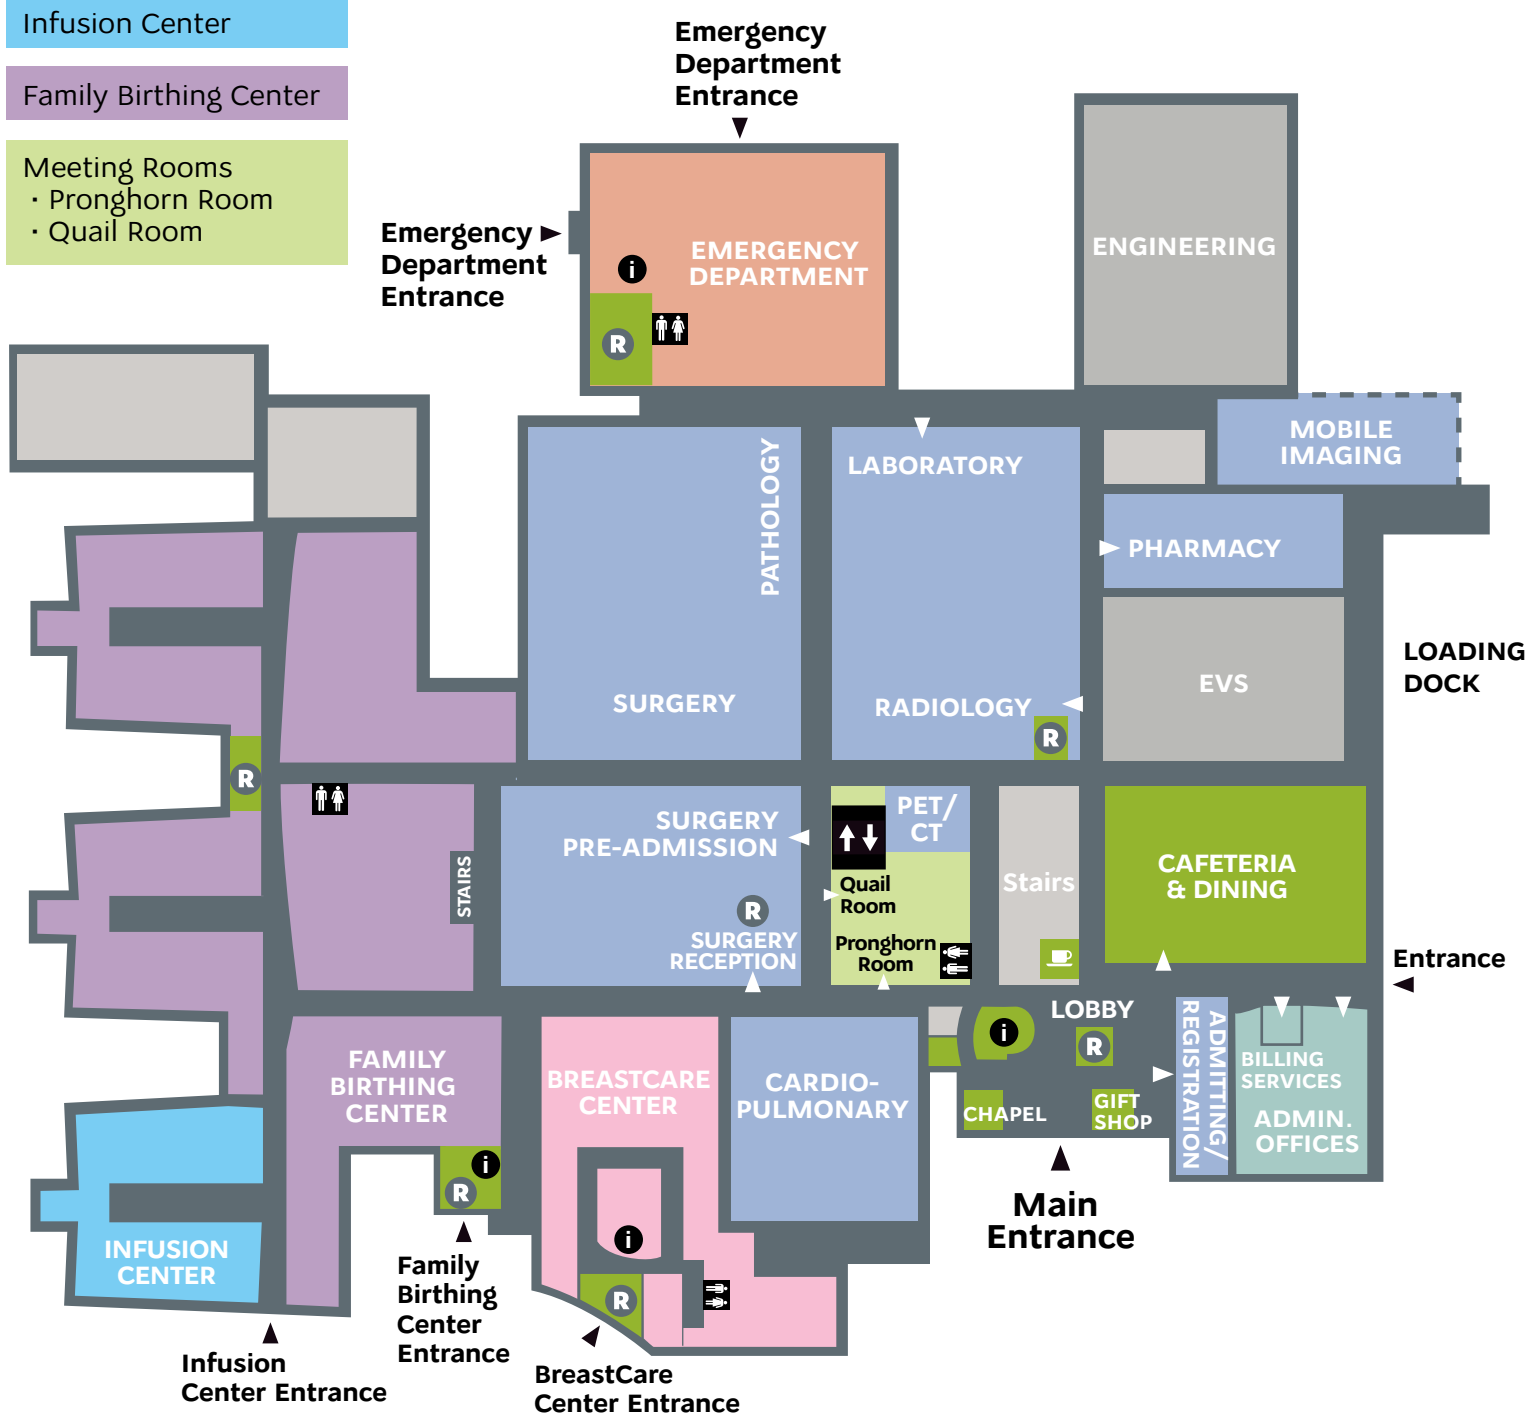 Infusion Center
Family Birthing Center
Meeting Rooms
· Pronghorn Room
· Quail Room
Emergency
Department
Entrance
Emergency
Department
Entrance
EMERGENCY
DEPARTMENT
i
R
ENGINEERING
MOBILE
IMAGING
PATHOLOGY
LABORATORY
PHARMACY
SURGERY
RADIOLOGY
R
EVS
LOADING
DOCK
R
STAIRS
SURGERY
PRE-ADMISSION
R
SURGERY
RECEPTION
PET/
CT
Quail
Room
Pronghorn
Room
Stairs
CAFETERIA
& DINING
Entrance
FAMILY
BIRTHING
CENTER
i
R
BREASTCARE
CENTER
i
R
CARDIO-
PULMONARY
i
LOBBY
R
CHAPEL
GIFT
SHOP
ADMITTING/
REGISTRATION
BILLING
SERVICES
ADMIN.
OFFICES
Main
Entrance
INFUSION
CENTER
Family
Birthing
Center
Entrance
Infusion
Center Entrance
BreastCare
Center Entrance